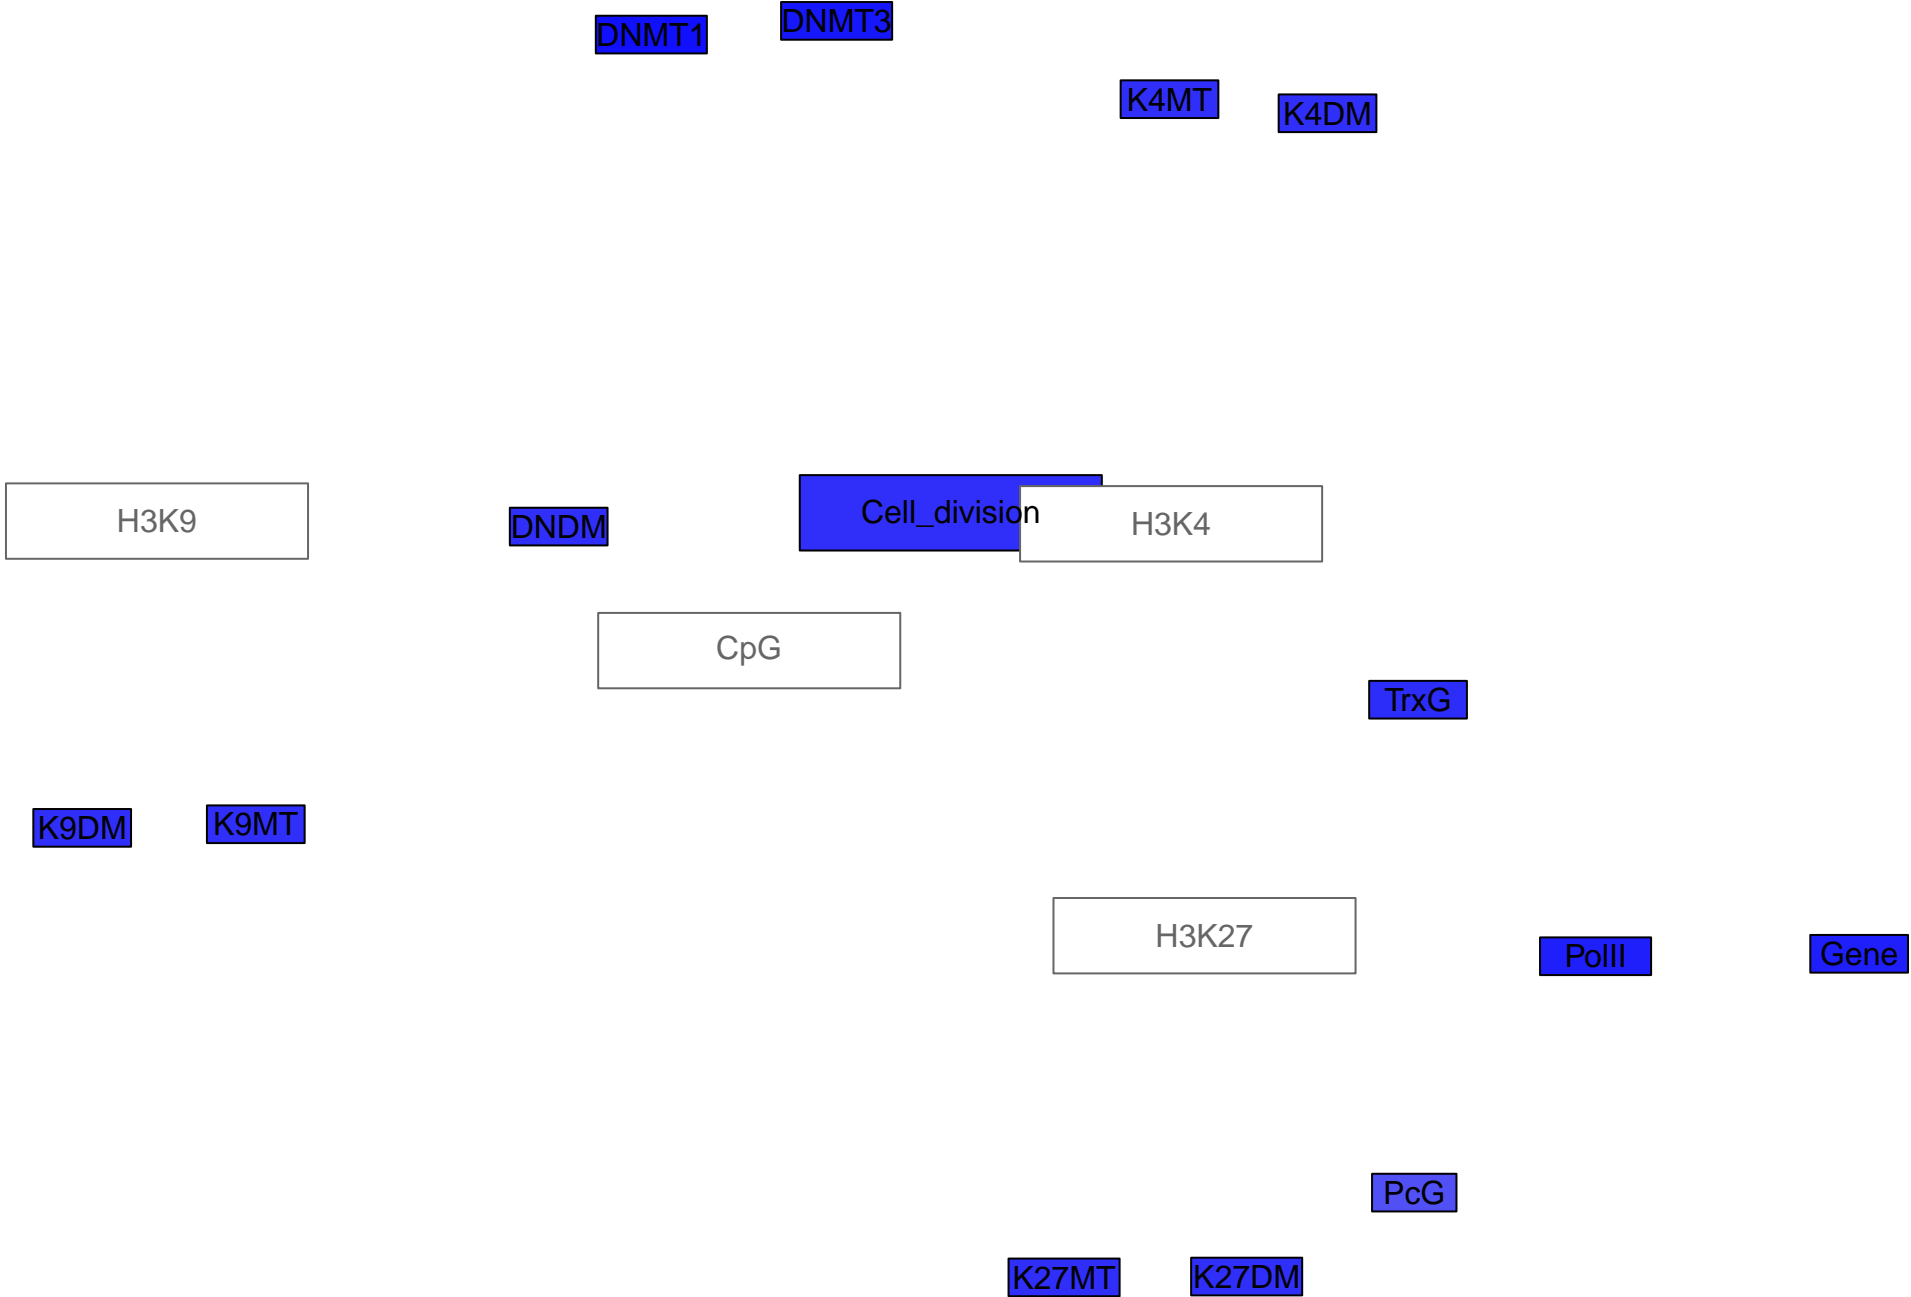 DNMT1
DNMT3
K4MT
K4DM
H3K9
DNDM
Cell_division
H3K4
CpG
TrxG
K9DM
K9MT
H3K27
PolII
Gene
PcG
K27MT
K27DM